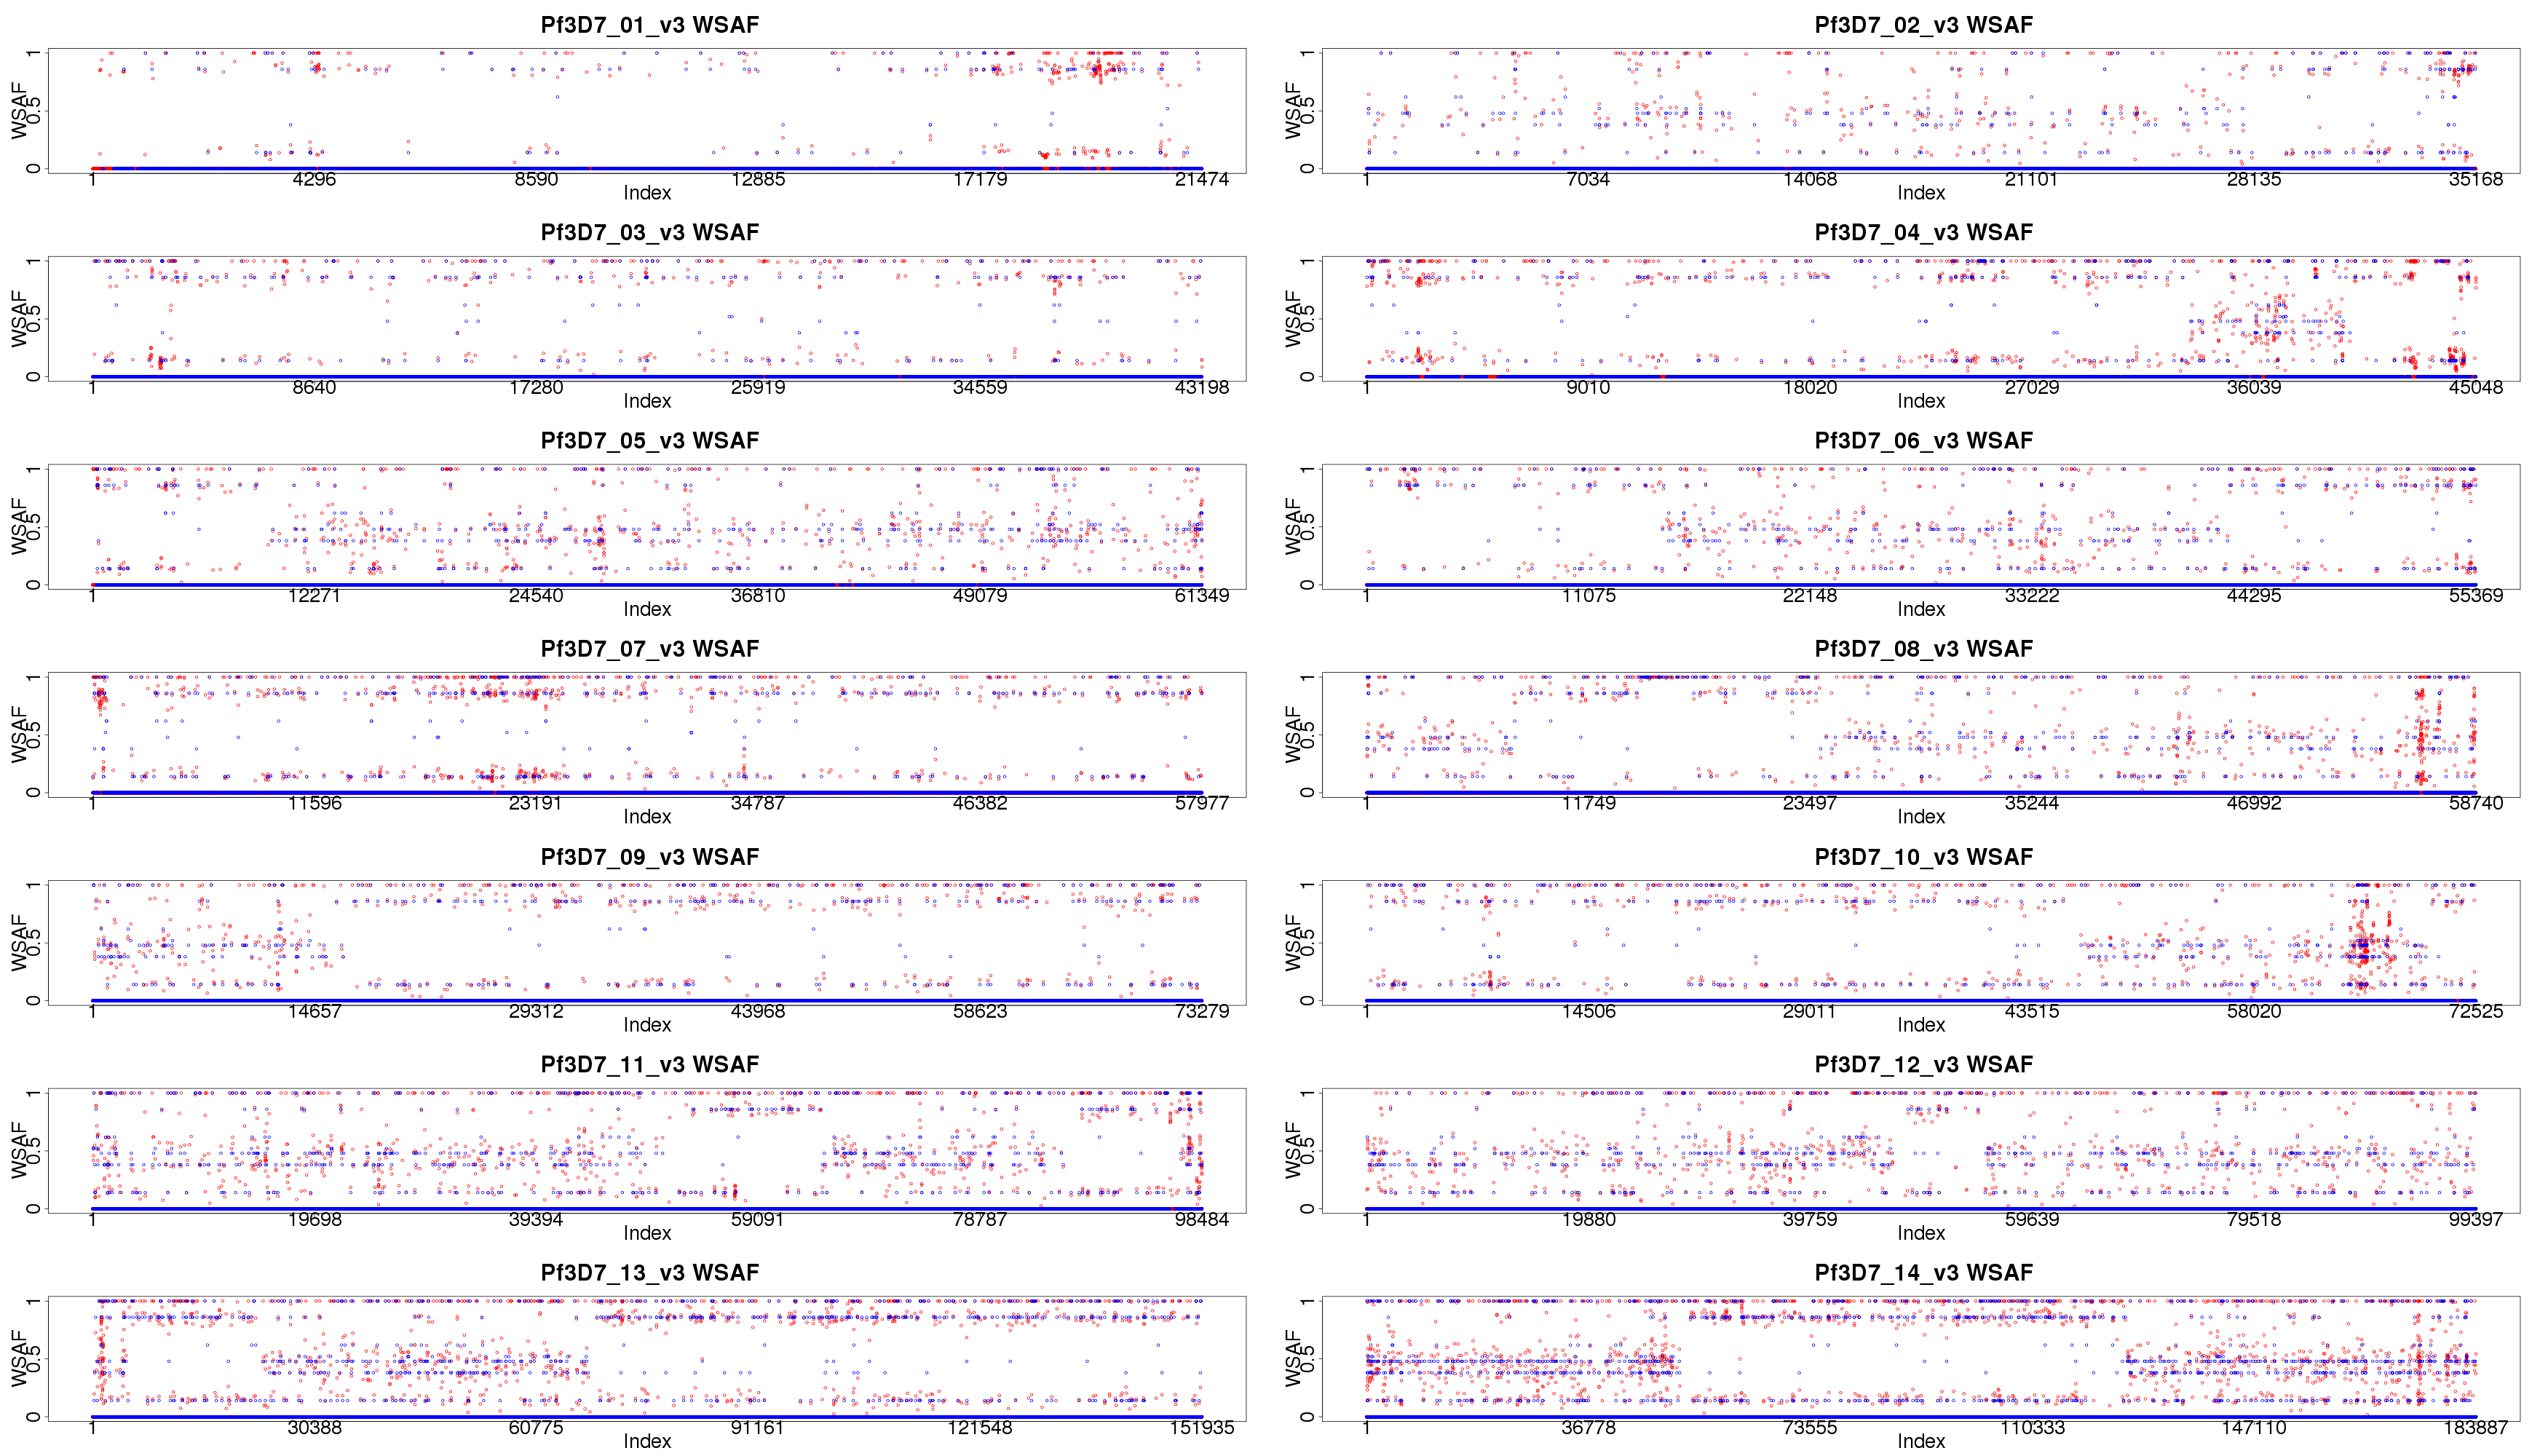 Pf3D7_01_v3 WSAF
WSAF
0 0.5 1
1 4296 8590 12885 17179 21474
Index
Pf3D7_02_v3 WSAF
WSAF
0 0.5 1
1 7034 14068 21101 28135 35168
Index
Pf3D7_03_v3 WSAF
WSAF
0 0.5 1
1 8640 17280 25919 34559 43198
Index
Pf3D7_04_v3 WSAF
WSAF
0 0.5 1
1 9010 18020 27029 36039 45048
Index
Pf3D7_05_v3 WSAF
WSAF
0 0.5 1
1 12271 24540 36810 49079 61349
Index
Pf3D7_06_v3 WSAF
WSAF
0 0.5 1
1 11075 22148 33222 44295 55369
Index
Pf3D7_07_v3 WSAF
WSAF
0 0.5 1
1 11596 23191 34787 46382 57977
Index
Pf3D7_08_v3 WSAF
WSAF
0 0.5 1
1 11749 23497 35244 46992 58740
Index
Pf3D7_09_v3 WSAF
WSAF
0 0.5 1
1 14657 29312 43968 58623 73279
Index
Pf3D7_10_v3 WSAF
WSAF
0 0.5 1
1 14506 29011 43515 58020 72525
Index
Pf3D7_11_v3 WSAF
WSAF
0 0.5 1
1 19698 39394 59091 78787 98484
Index
Pf3D7_12_v3 WSAF
WSAF
0 0.5 1
1 19880 39759 59639 79518 99397
Index
Pf3D7_13_v3 WSAF
WSAF
0 0.5 1
1 30388 60775 91161 121548 151935
Index
Pf3D7_14_v3 WSAF
WSAF
0 0.5 1
1 36778 73555 110333 147110 183887
Index